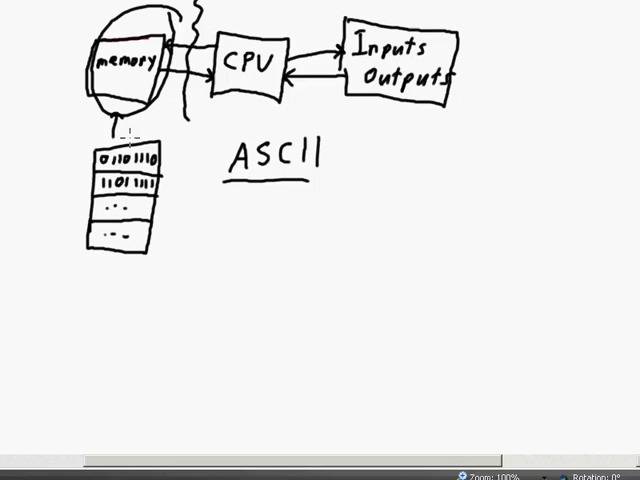 memory
CPU
Inputs
Outputs
ASCII
01101110
11011111
Zoom: 100%
Rotation: 0°